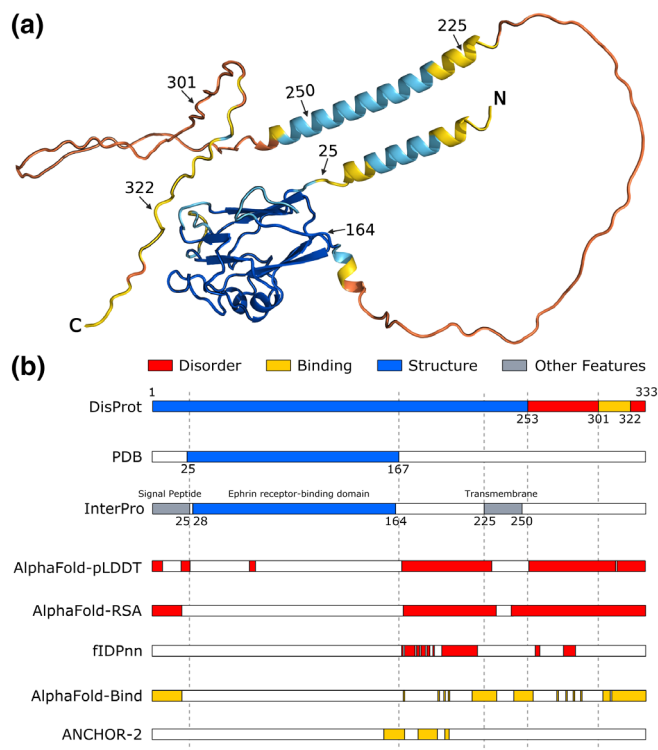 (a)
225
301
250
N
25
322
164
C
(b)
Disorder Binding Structure Other Features
1 333
DisProt
253 301 322
PDB
25 167
Signal Peptide Ephrin receptor-binding domain Transmembrane
InterPro
25 28 164 225 250
AlphaFold-pLDDT
AlphaFold-RSA
fIDPnn
AlphaFold-Bind
ANCHOR-2